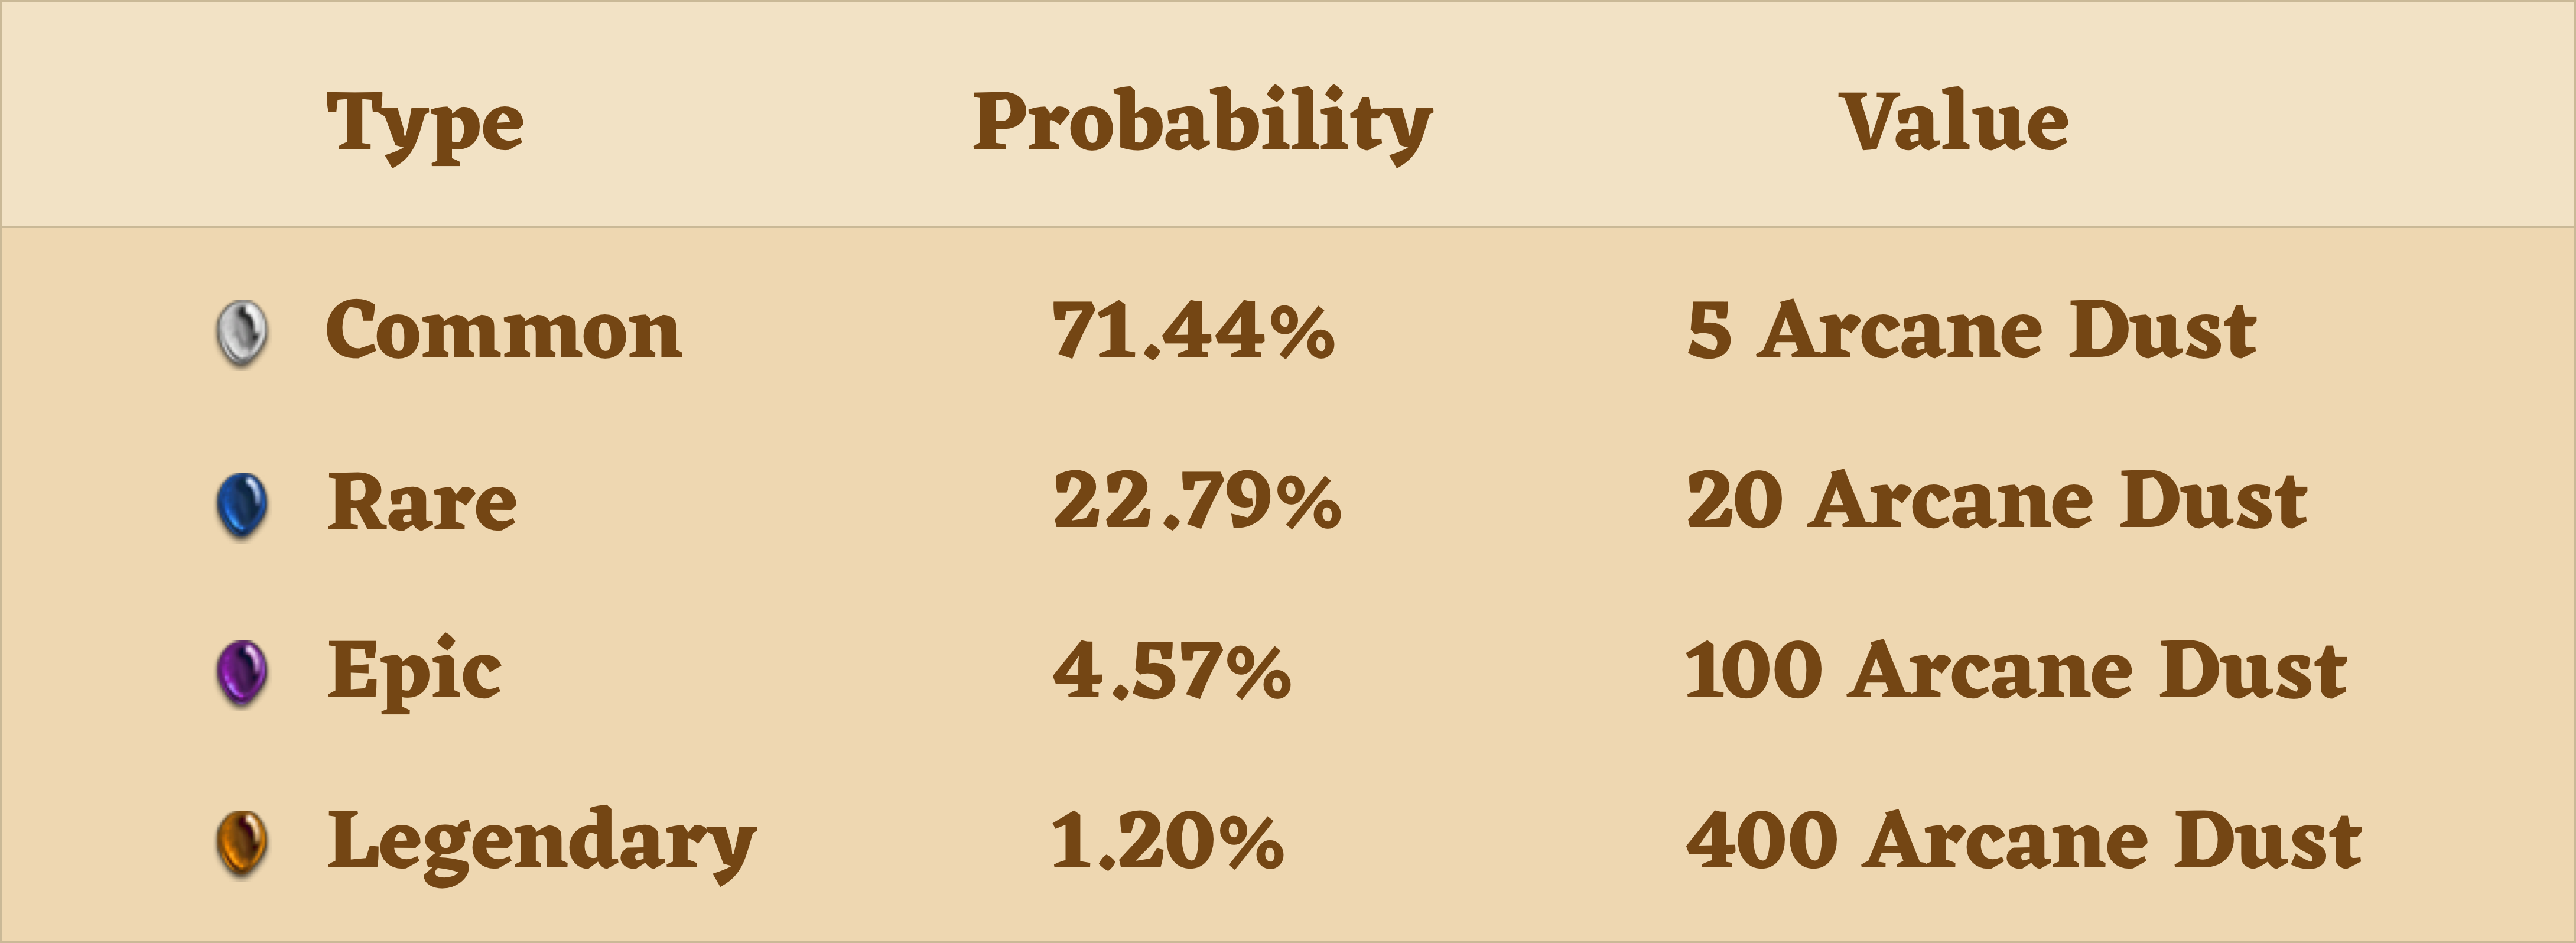 Type Probability Value
Common 71.44% 5 Arcane Dust
Rare 22.79% 20 Arcane Dust
Epic 4.57% 100 Arcane Dust
Legendary 1.20% 400 Arcane Dust